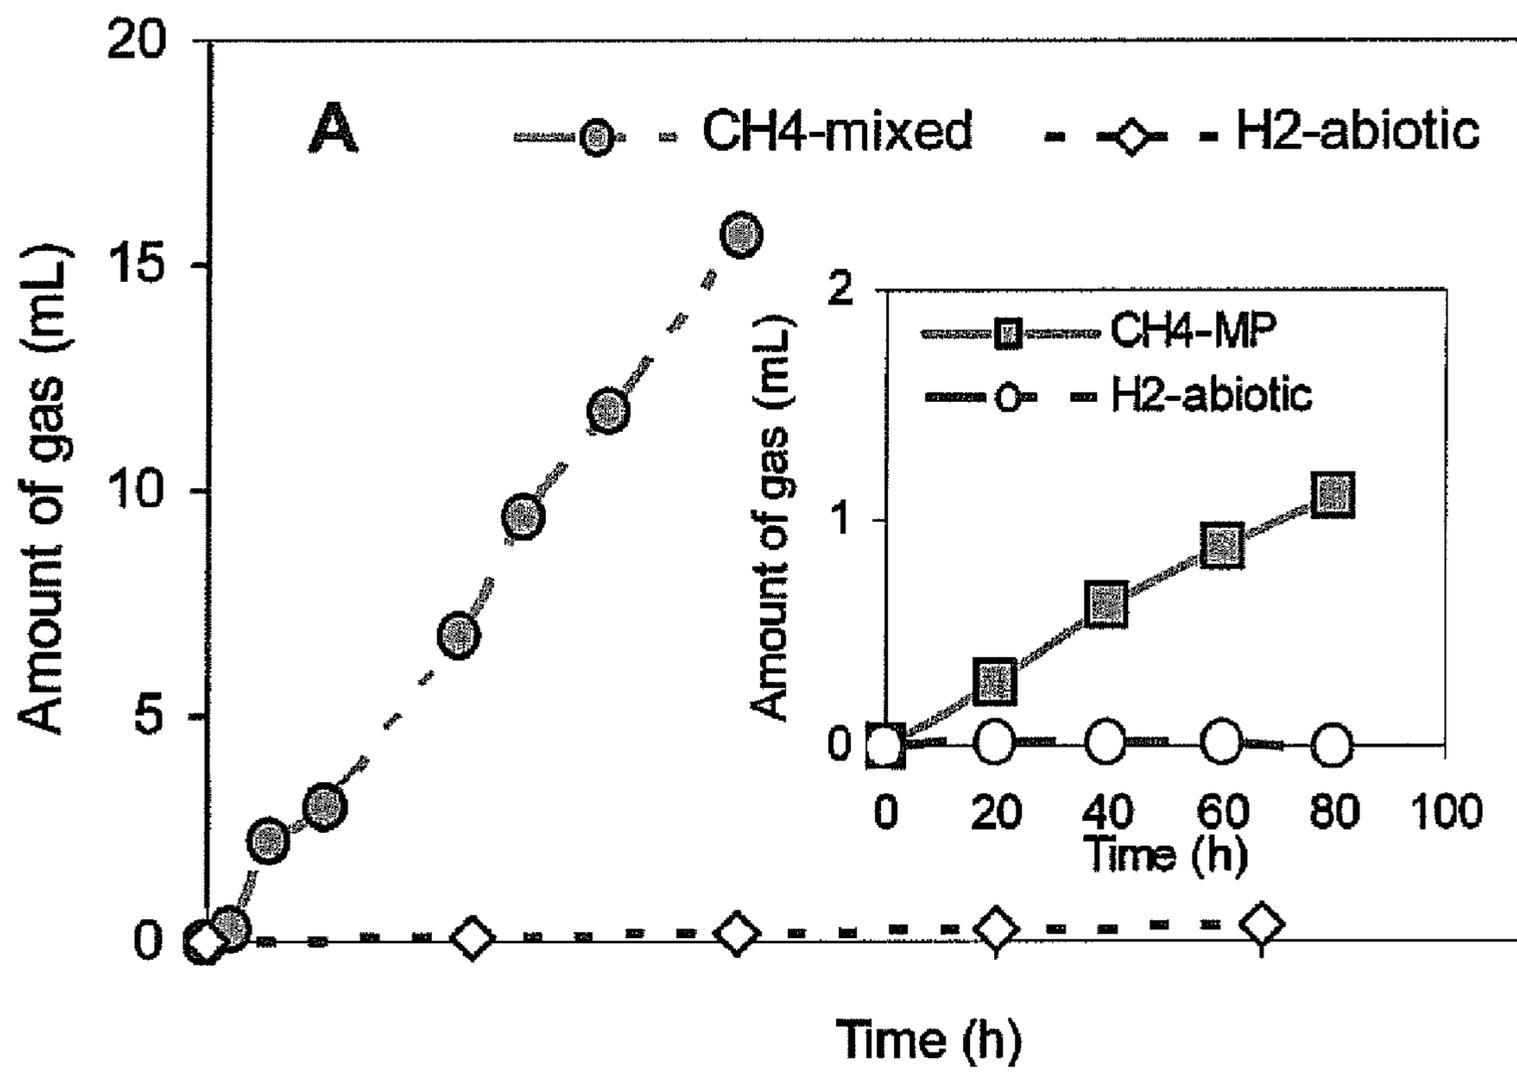 20
A
CH4-mixed
H2-abiotic
15
10
5
0
Amount of gas (mL)
Time (h)
2
1
0
Amount of gas (mL)
CH4-MP
H2-abiotic
0 20 40 60 80 100
Time (h)